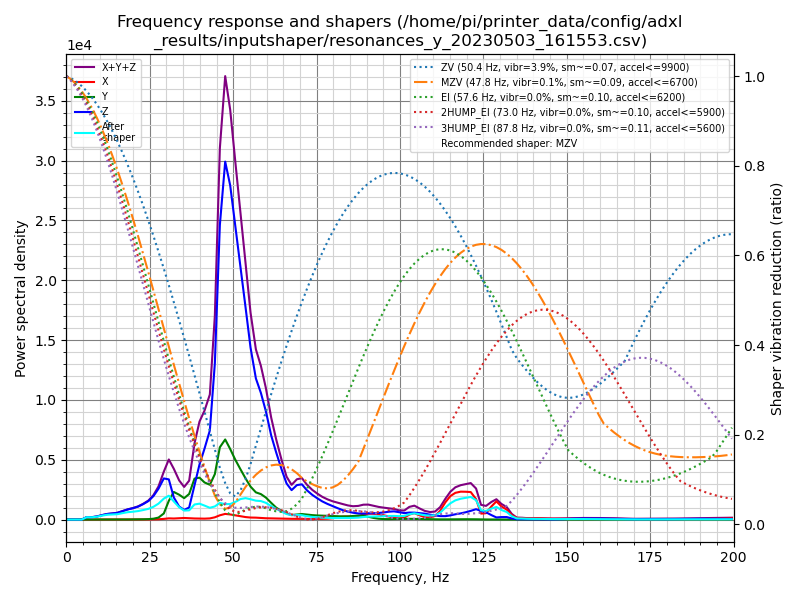 Frequency response and shapers (/home/pi/printer_data/config/adxl
_results/inputshaper/resonances_y_20230503_161553.csv)
1e4
X+Y+Z
X
Y
Z
After
shaper
ZV (50.4 Hz, vibr=3.9%, sm~=0.07, accel<=9900)
MZV (47.8 Hz, vibr=0.1%, sm~=0.09, accel<=6700)
EI (57.6 Hz, vibr=0.0%, sm~=0.10, accel<=6200)
2HUMP_EI (73.0 Hz, vibr=0.0%, sm~=0.10, accel<=5900)
3HUMP_EI (87.8 Hz, vibr=0.0%, sm~=0.11, accel<=5600)
Recommended shaper: MZV
Power spectral density
3.5
3.0
2.5
2.0
1.5
1.0
0.5
0.0
1.0
0.8
0.6
0.4
0.2
0.0
Shaper vibration reduction (ratio)
0 25 50 75 100 125 150 175 200
Frequency, Hz